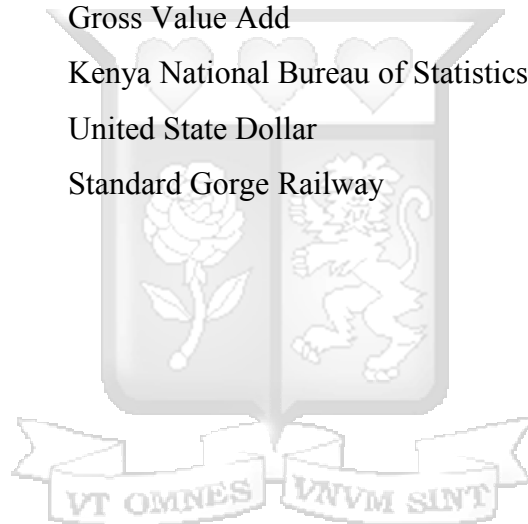 Gross Value Add
Kenya National Bureau of Statistics
United State Dollar
Standard Gorge Railway
VT OMNES VNVM SINT